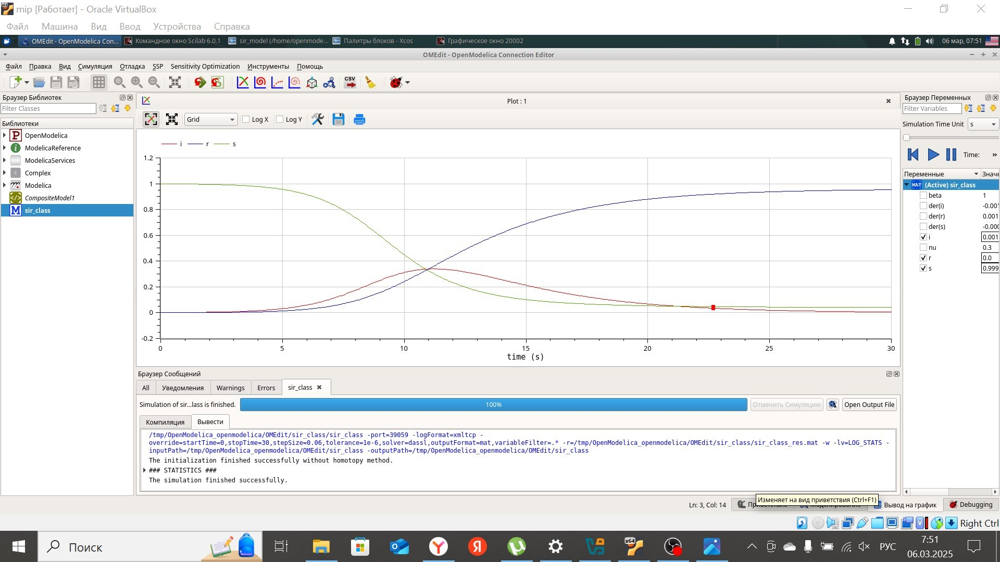 mip [Работает] - Oracle VirtualBox
Файл Машина Вид Ввод Устройства Справка
OMEdit - OpenModelica Con... Командное окно Scilab 6.0.1 sir_model (/home/openmode... Палитры блоков - Xcos Графическое окно 20002 06 мар, 07:51
OMEdit - OpenModelica Connection Editor
Файл Правка Вид Симуляция Отладка SSP Sensitivity Optimization Инструменты Помощь
CSV
Браузер Библиотек
Filter Classes
Библиотеки
OpenModelica
ModelicaReference
ModelicaServices
Complex
Modelica
CompositeModel1
sir_class
Plot : 1
Grid Log X Log Y
i r s
1.2
1
0.8
0.6
0.4
0.2
0
-0.2
0 5 10 15 20 25 30
time (s)
Браузер Переменных
Filter Variables
Simulation Time Unit s
Time: »
Переменные Значе
MAT (Active) sir_class
beta 1
der(i) -0.001
der(r) 0.001
der(s) -0.000
i 0.001
nu 0.3
r 0.0
s 0.999
Браузер Сообщений
All Уведомления Warnings Errors sir_class
Simulation of sir...lass is finished. 100% Отменить Симуляцию Open Output File
Компиляция Вывести
/tmp/OpenModelica_openmodelica/OMEdit/sir_class/sir_class -port=39059 -logFormat=xmltcp -
override=startTime=0,stopTime=30,stepSize=0.06,tolerance=1e-6,solver=dassl,outputFormat=mat,variableFilter=.* -r=/tmp/OpenModelica_openmodelica/OMEdit/sir_class/sir_class_res.mat -w -lv=LOG_STATS -
inputPath=/tmp/OpenModelica_openmodelica/OMEdit/sir_class -outputPath=/tmp/OpenModelica_openmodelica/OMEdit/sir_class
The initialization finished successfully without homotopy method.
### STATISTICS ###
The simulation finished successfully.
Изменяет на вид приветствия (Ctrl+F1)
Ln: 3, Col: 14 Вывод на график Debugging
Right Ctrl
Поиск
x64
РУС
7:51
06.03.2025